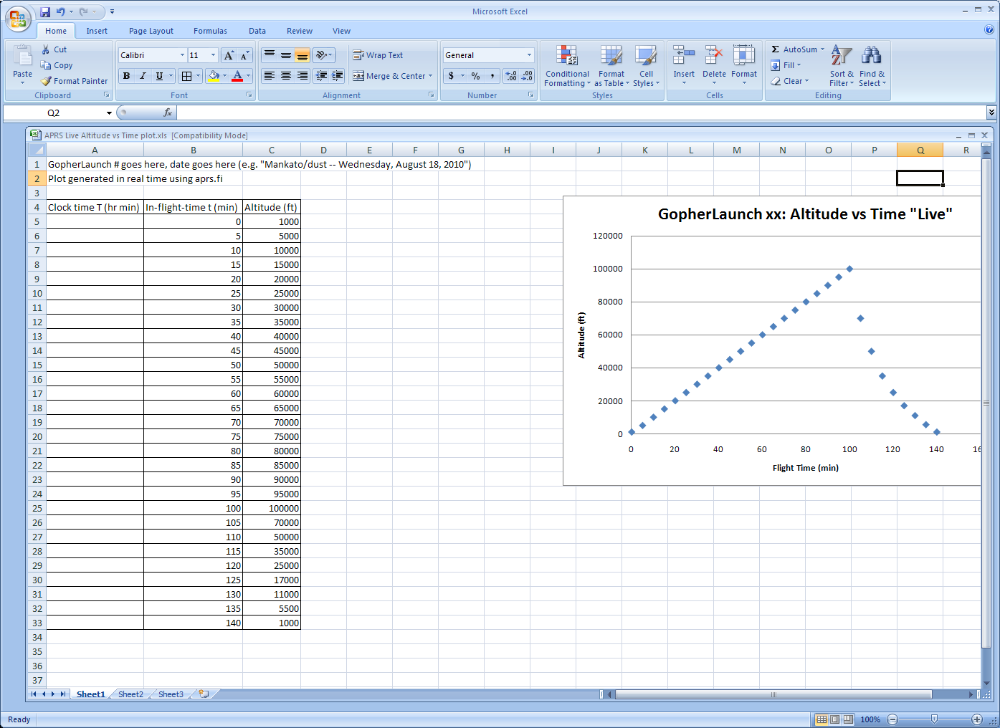 Microsoft Excel
Home Insert Page Layout Formulas Data Review View
Paste
Cut
Copy
Format Painter
Clipboard
Calibri 11
B I U
Font
Wrap Text
Merge & Center
Alignment
General
$ % ,
Number
Conditional Formatting
Format as Table
Cell Styles
Styles
Insert Delete Format
Cells
Σ AutoSum
Fill
Clear
Sort & Filter
Find & Select
Editing
Q2
fx
APRS Live Altitude vs Time plot.xls [Compatibility Mode]
A B C D E F G H I J K L M N O P Q R
1 GopherLaunch # goes here, date goes here (e.g. "Mankato/dust -- Wednesday, August 18, 2010")
2 Plot generated in real time using aprs.fi
3
4 Clock time T (hr min) In-flight-time t (min) Altitude (ft)
5 0 1000
6 5 5000
7 10 10000
8 15 15000
9 20 20000
10 25 25000
11 30 30000
12 35 35000
13 40 40000
14 45 45000
15 50 50000
16 55 55000
17 60 60000
18 65 65000
19 70 70000
20 75 75000
21 80 80000
22 85 85000
23 90 90000
24 95 95000
25 100 100000
26 105 70000
27 110 50000
28 115 35000
29 120 25000
30 125 17000
31 130 11000
32 135 5500
33 140 1000
34
35
36
37
GopherLaunch xx: Altitude vs Time "Live"
120000
100000
80000
60000
40000
20000
0
Altitude (ft)
0 20 40 60 80 100 120 140 16
Flight Time (min)
Sheet1 Sheet2 Sheet3
Ready
100%